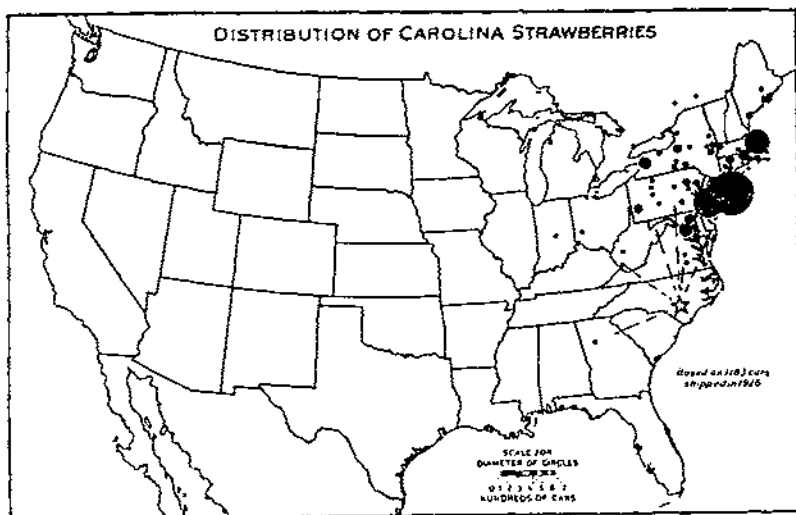 DISTRIBUTION OF CAROLINA STRAWBERRIES
Based on 1183 cars
shipped in 1926
SCALE FOR
DIAMETER OF CIRCLES
0 1 2 3 4 5 6 7
HUNDREDS OF CARS